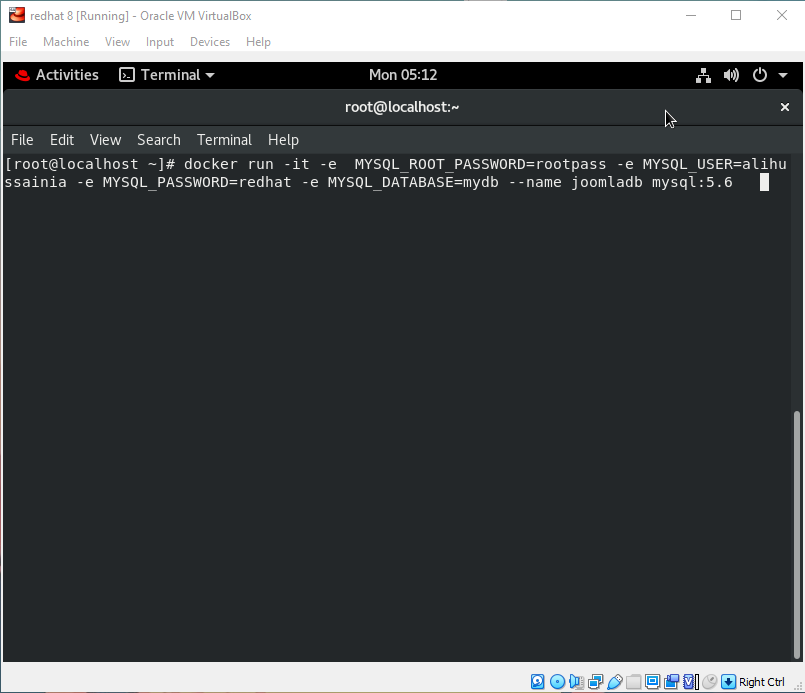 redhat 8 [Running] - Oracle VM VirtualBox
File Machine View Input Devices Help
Activities Terminal Mon 05:12
root@localhost:~
File Edit View Search Terminal Help
[root@localhost ~]# docker run -it -e  MYSQL_ROOT_PASSWORD=rootpass -e MYSQL_USER=alihu
ssainia -e MYSQL_PASSWORD=redhat -e MYSQL_DATABASE=mydb --name joomladb mysql:5.6
Right Ctrl